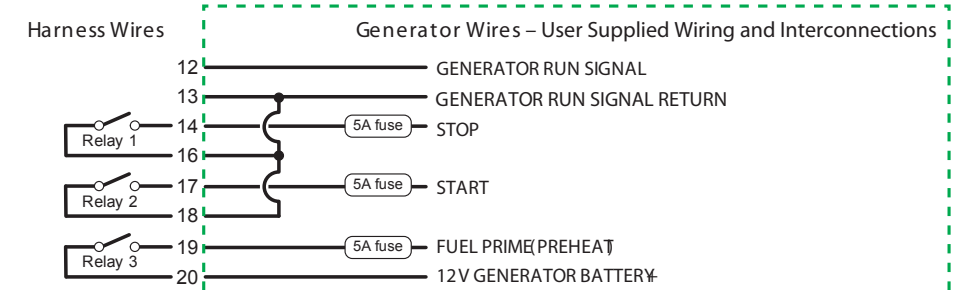 Harness Wires
Generator Wires – User Supplied Wiring and Interconnections
12 GENERATOR RUN SIGNAL
13 GENERATOR RUN SIGNAL RETURN
14 5A fuse STOP
Relay 1
16
17 5A fuse START
Relay 2
18
19 5A fuse FUEL PRIME(PREHEAT)
Relay 3
20 12V GENERATOR BATTERY+